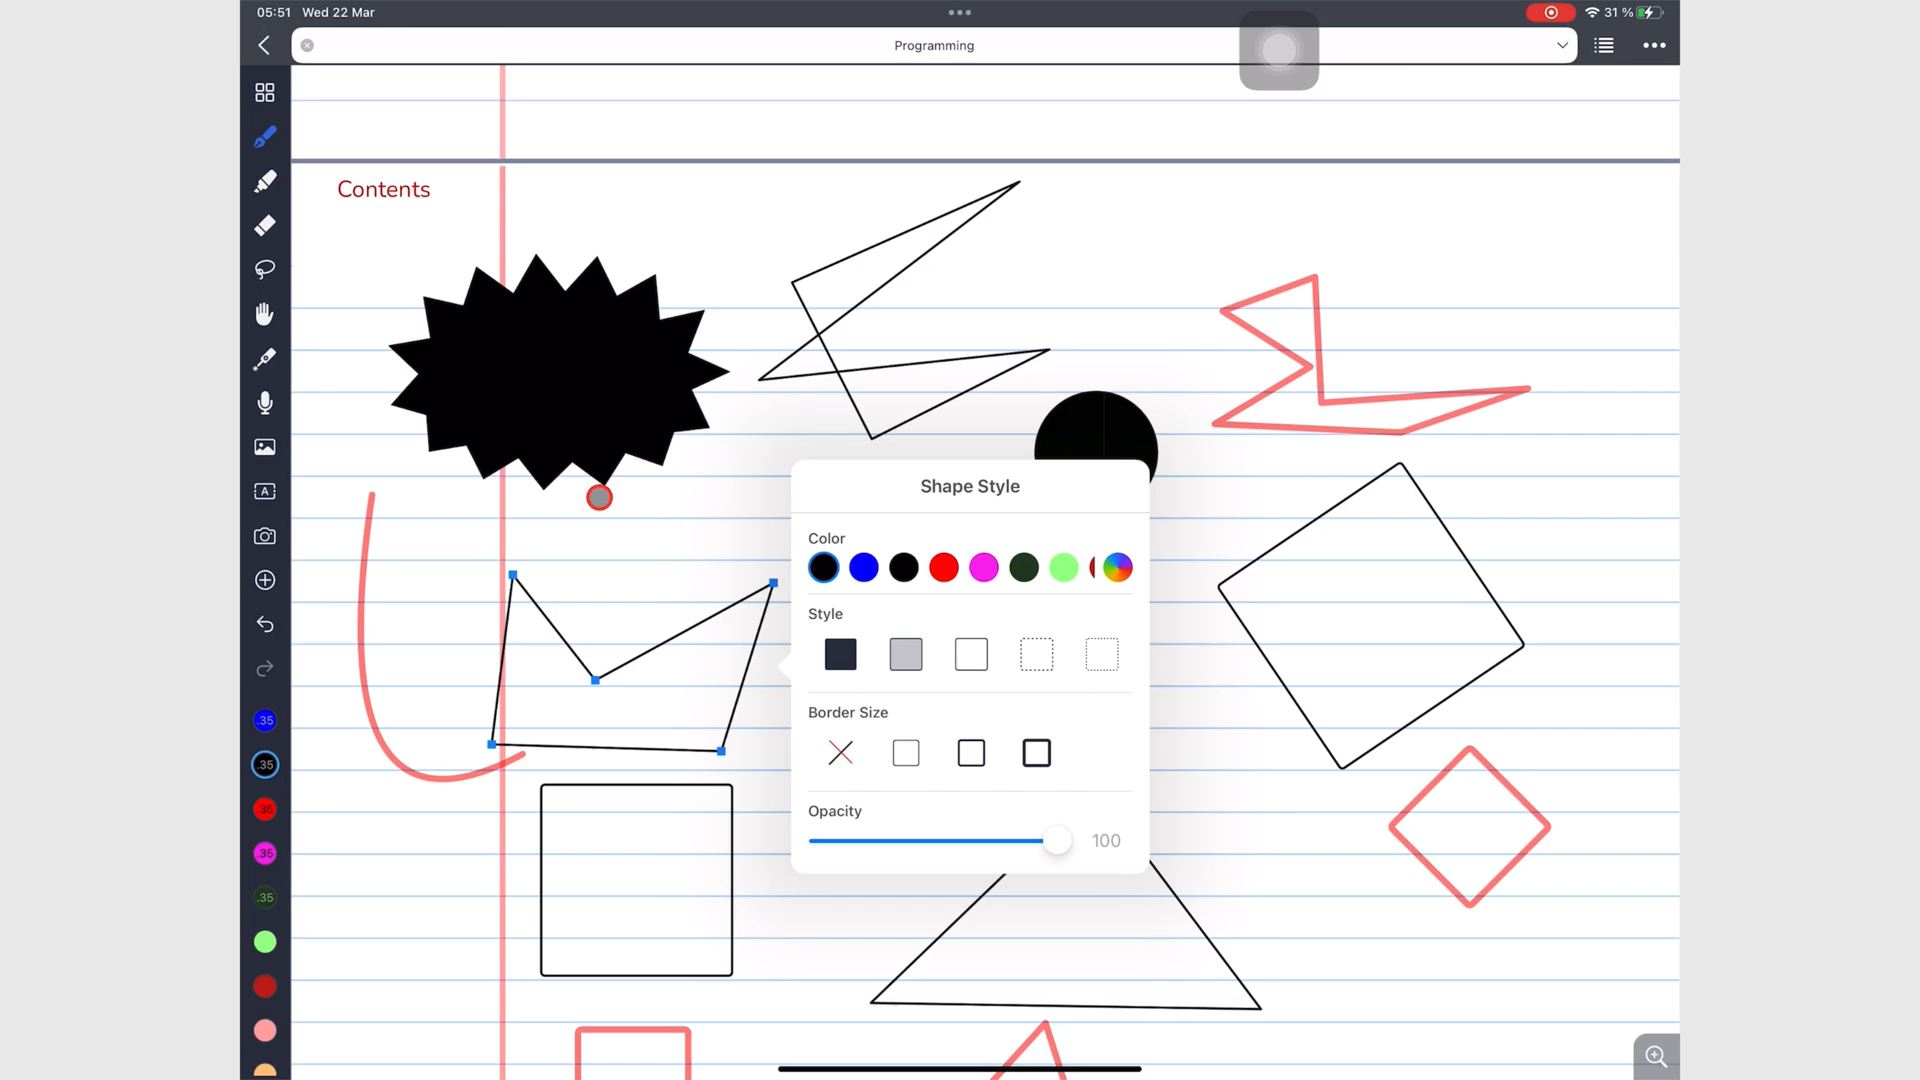 05:51 Wed 22 Mar
31 %
Programming
Contents
Shape Style
Color
Style
Border Size
Opacity
100
A
.35
.35
.35
.35
.35